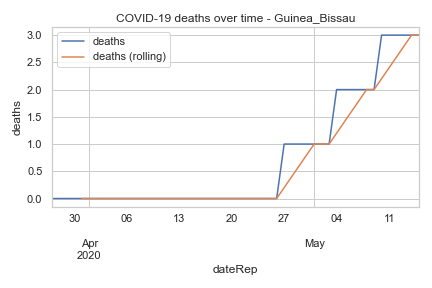 COVID-19 deaths over time - Guinea_Bissau
deaths
deaths (rolling)
deaths
3.0
2.5
2.0
1.5
1.0
0.5
0.0
30 06 13 20 27 04 11
Apr May
2020
dateRep